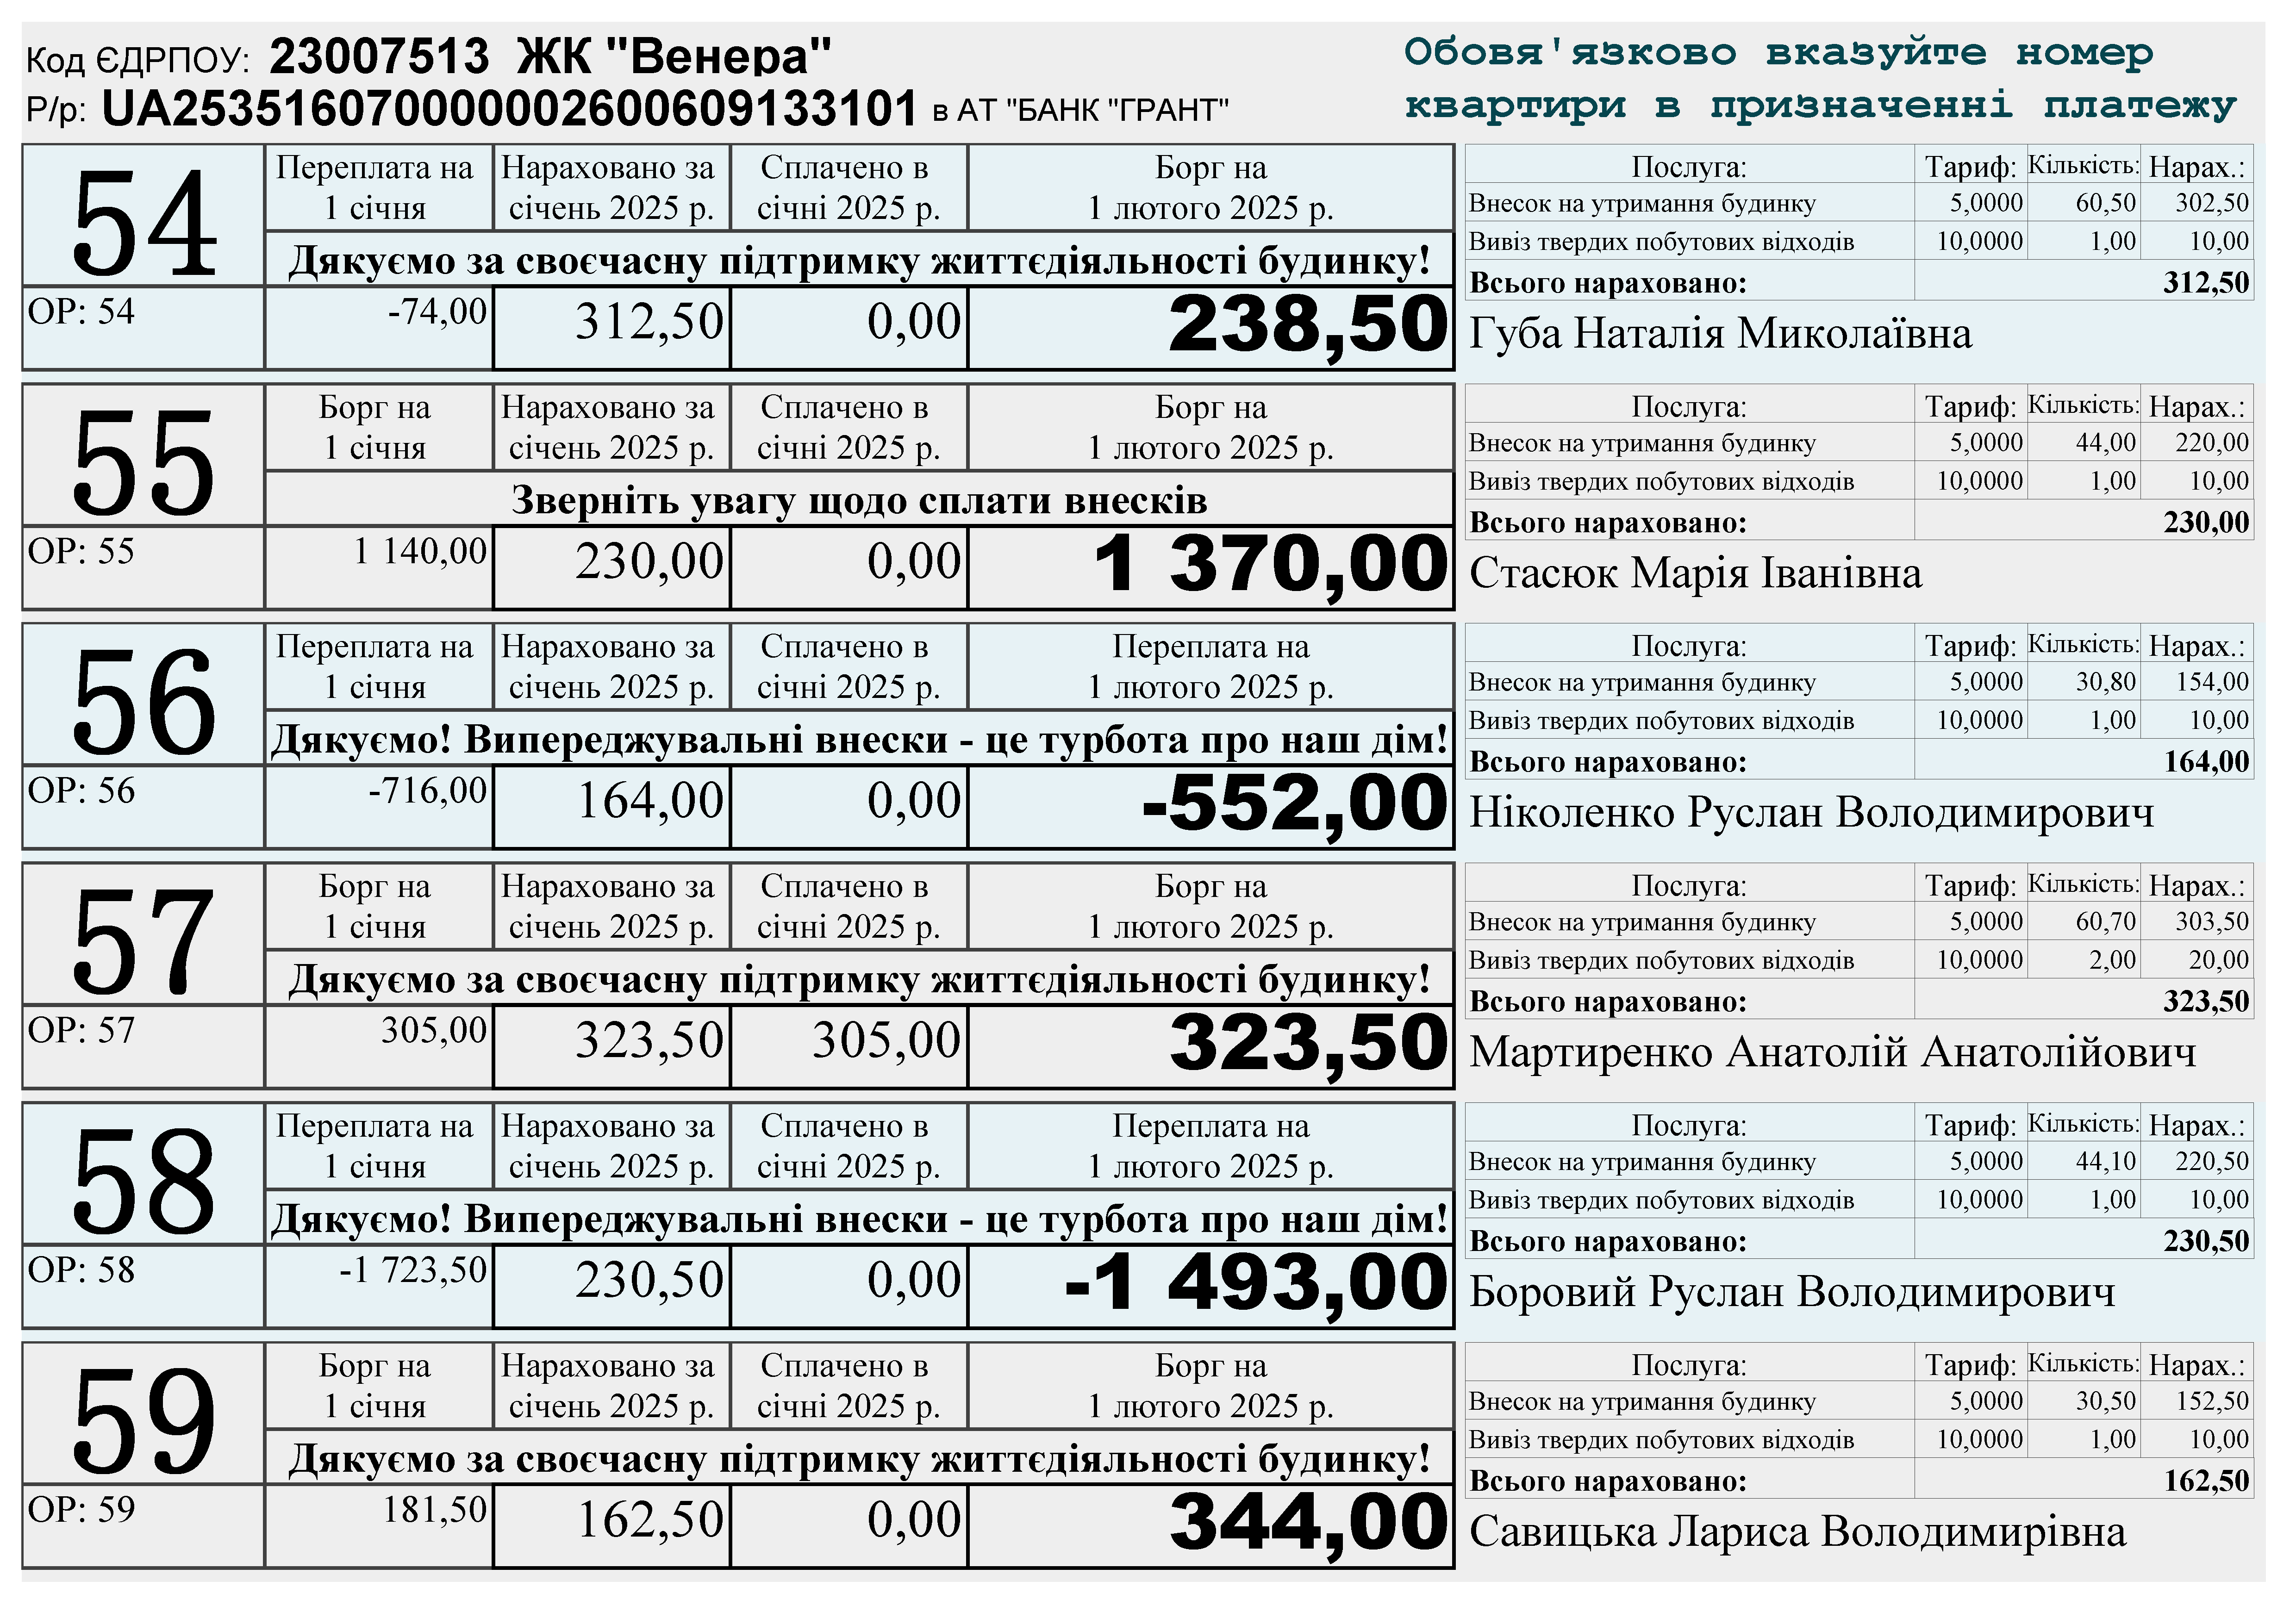 Код ЄДРПОУ: 23007513 ЖК "Венера"
Р/р: UA253516070000002600609133101 в АТ "БАНК "ГРАНТ"
Обовя'язково вказуйте номер
квартири в призначенні платежу
54
ОР: 54
Переплата на 1 січня
Нараховано за січень 2025 р.
Сплачено в січні 2025 р.
Борг на 1 лютого 2025 р.
Дякуємо за своєчасну підтримку життєдіяльності будинку!
-74,00 312,50 0,00 238,50
Послуга: Тариф: Кількість: Нарах.:
Внесок на утримання будинку 5,0000 60,50 302,50
Вивіз твердих побутових відходів 10,0000 1,00 10,00
Всього нараховано: 312,50
Губа Наталія Миколаївна
55
ОР: 55
Борг на 1 січня
Нараховано за січень 2025 р.
Сплачено в січні 2025 р.
Борг на 1 лютого 2025 р.
Зверніть увагу щодо сплати внесків
1 140,00 230,00 0,00 1 370,00
Послуга: Тариф: Кількість: Нарах.:
Внесок на утримання будинку 5,0000 44,00 220,00
Вивіз твердих побутових відходів 10,0000 1,00 10,00
Всього нараховано: 230,00
Стасюк Марія Іванівна
56
ОР: 56
Переплата на 1 січня
Нараховано за січень 2025 р.
Сплачено в січні 2025 р.
Переплата на 1 лютого 2025 р.
Дякуємо! Випереджувальні внески - це турбота про наш дім!
-716,00 164,00 0,00 -552,00
Послуга: Тариф: Кількість: Нарах.:
Внесок на утримання будинку 5,0000 30,80 154,00
Вивіз твердих побутових відходів 10,0000 1,00 10,00
Всього нараховано: 164,00
Ніколенко Руслан Володимирович
57
ОР: 57
Борг на 1 січня
Нараховано за січень 2025 р.
Сплачено в січні 2025 р.
Борг на 1 лютого 2025 р.
Дякуємо за своєчасну підтримку життєдіяльності будинку!
305,00 323,50 305,00 323,50
Послуга: Тариф: Кількість: Нарах.:
Внесок на утримання будинку 5,0000 60,70 303,50
Вивіз твердих побутових відходів 10,0000 2,00 20,00
Всього нараховано: 323,50
Мартиренко Анатолій Анатолійович
58
ОР: 58
Переплата на 1 січня
Нараховано за січень 2025 р.
Сплачено в січні 2025 р.
Переплата на 1 лютого 2025 р.
Дякуємо! Випереджувальні внески - це турбота про наш дім!
-1 723,50 230,50 0,00 -1 493,00
Послуга: Тариф: Кількість: Нарах.:
Внесок на утримання будинку 5,0000 44,10 220,50
Вивіз твердих побутових відходів 10,0000 1,00 10,00
Всього нараховано: 230,50
Боровий Руслан Володимирович
59
ОР: 59
Борг на 1 січня
Нараховано за січень 2025 р.
Сплачено в січні 2025 р.
Борг на 1 лютого 2025 р.
Дякуємо за своєчасну підтримку життєдіяльності будинку!
181,50 162,50 0,00 344,00
Послуга: Тариф: Кількість: Нарах.:
Внесок на утримання будинку 5,0000 30,50 152,50
Вивіз твердих побутових відходів 10,0000 1,00 10,00
Всього нараховано: 162,50
Савицька Лариса Володимирівна